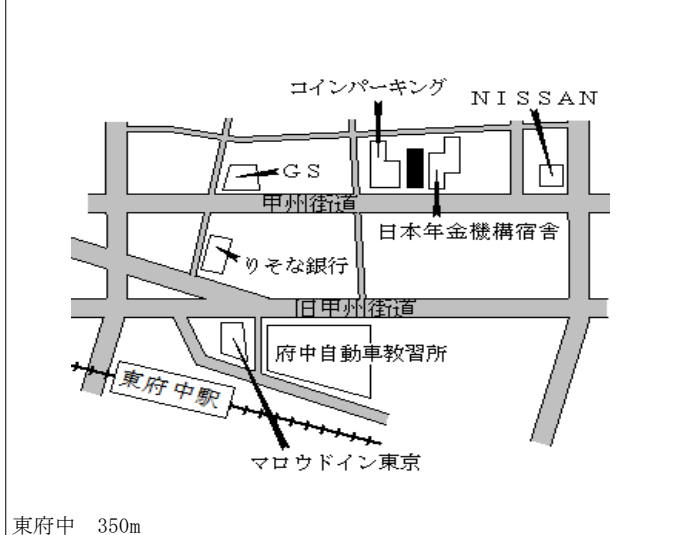 コインパーキング
ＮＩＳＳＡＮ
ＧＳ
甲州街道
日本年金機構宿舎
りそな銀行
旧甲州街道
府中自動車教習所
東府中駅
マロウドイン東京
東府中　350m